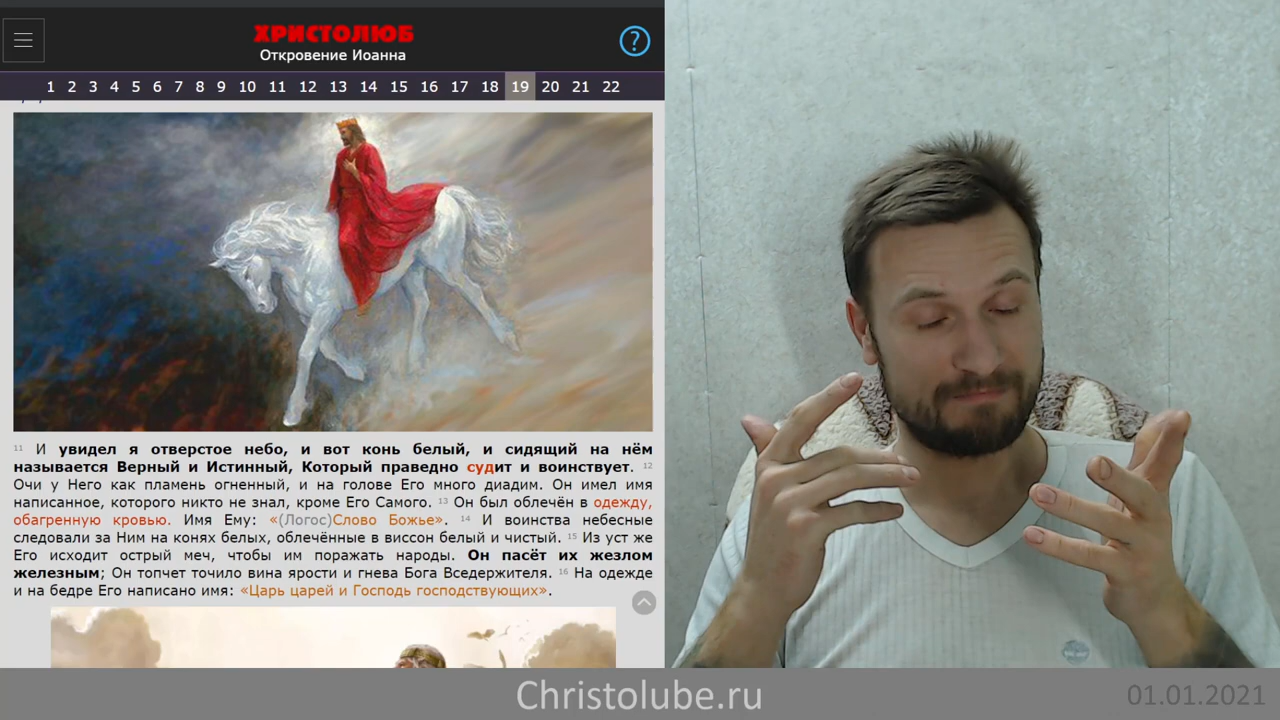 ХРИСТОЛЮБ
Откровение Иоанна
?
1 2 3 4 5 6 7 8 9 10 11 12 13 14 15 16 17 18 19 20 21 22
11 И увидел я отверстое небо, и вот конь белый, и сидящий на нём
называется Верный и Истинный, Который праведно судит и воинствует. 12
Очи у Него как пламень огненный, и на голове Его много диадим. Он имел имя
написанное, которого никто не знал, кроме Его Самого. 13 Он был облечён в одежду,
обагренную кровью. Имя Ему: «(Логос)Слово Божье». 14 И воинства небесные
следовали за Ним на конях белых, облечённые в виссон белый и чистый. 15 Из уст же
Его исходит острый меч, чтобы им поражать народы. Он пасёт их жезлом
железным; Он топчет точило вина ярости и гнева Бога Вседержителя. 16 На одежде
и на бедре Его написано имя: «Царь царей и Господь господствующих».
Christolube.ru
01.01.2021